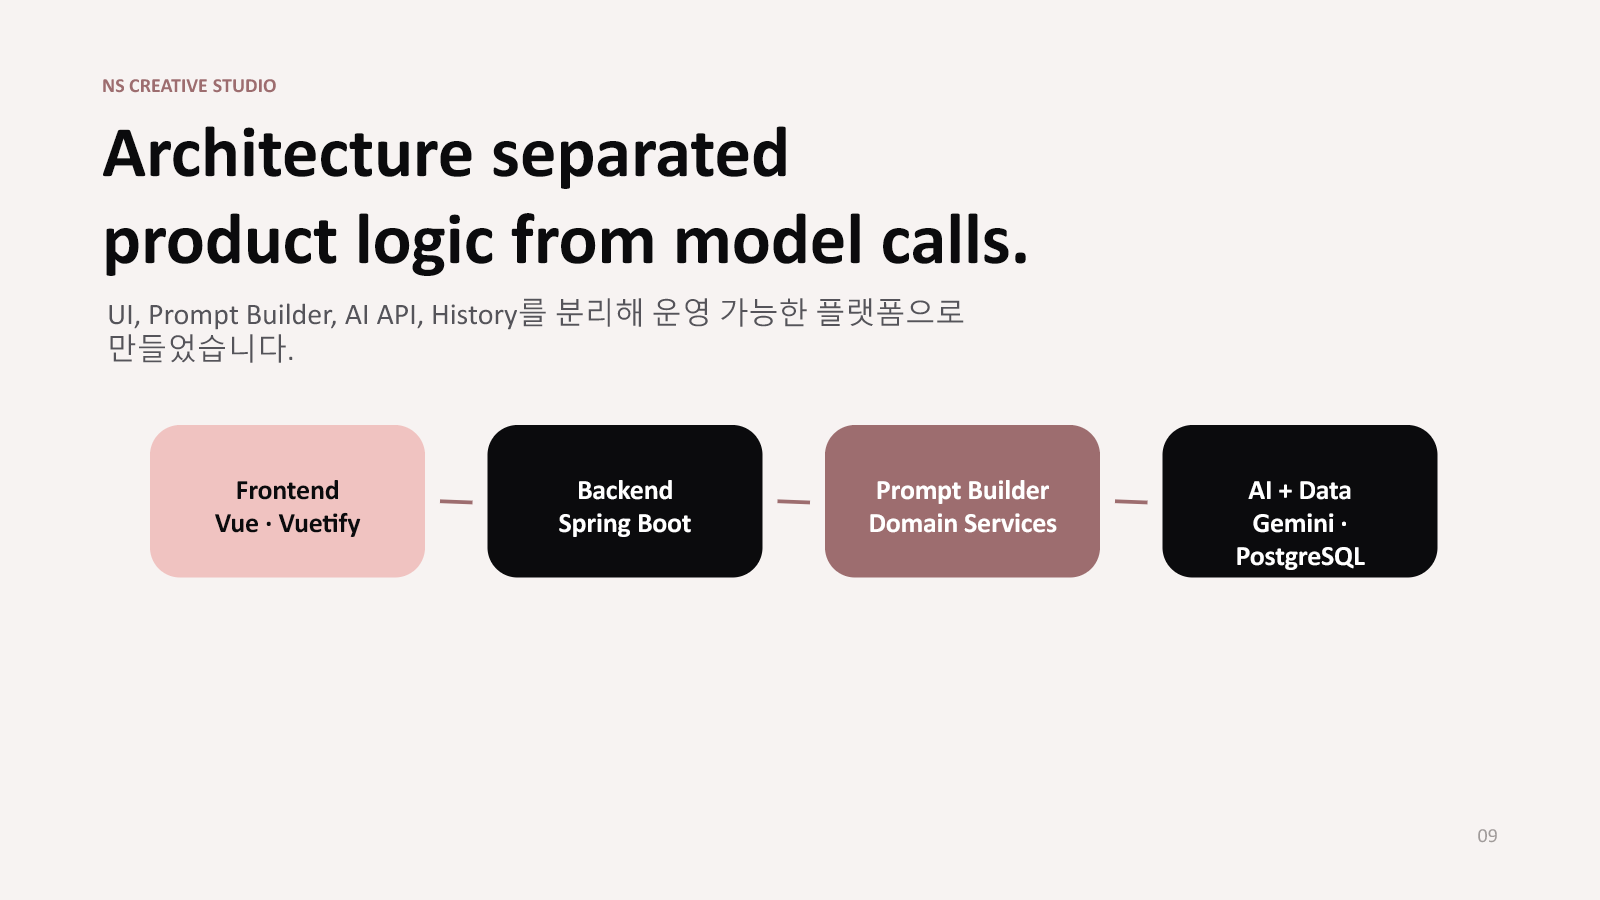 NS CREATIVE STUDIO
Architecture separated
product logic from model calls.
UI, Prompt Builder, AI API, History를 분리해 운영 가능한 플랫폼으로
만들었습니다.
Frontend
Vue · Vuetify
Backend
Spring Boot
Prompt Builder
Domain Services
AI + Data
Gemini ·
PostgreSQL
09